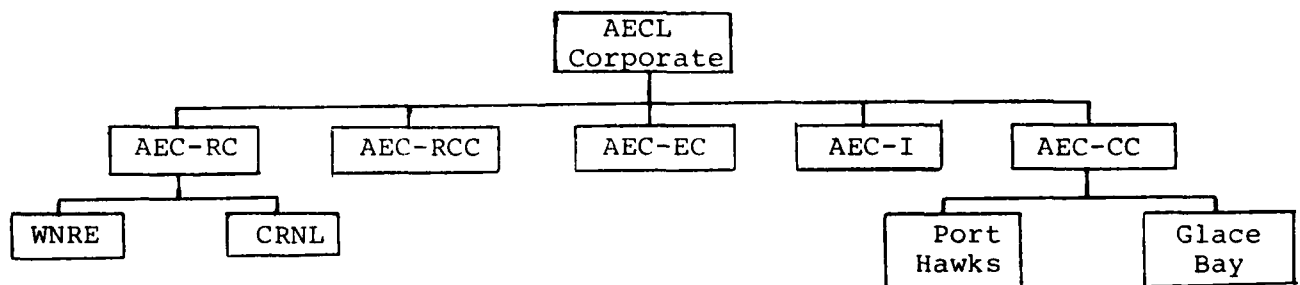 AECL
Corporate
AEC-RC
AEC-RCC
AEC-EC
AEC-I
AEC-CC
WNRE
CRNL
Port
Hawks
Glace
Bay